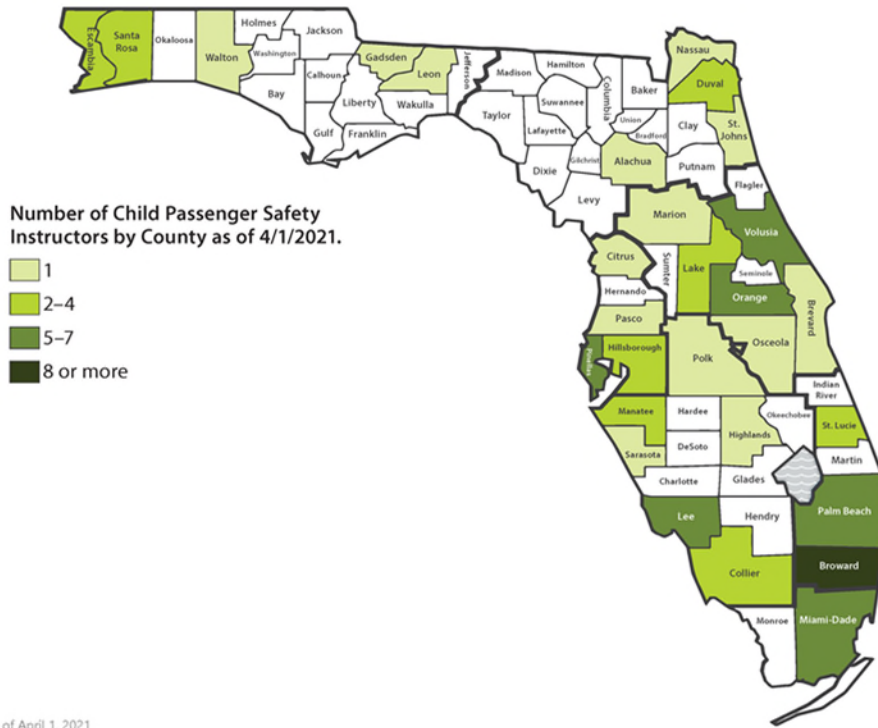 Escambia
Santa
Rosa
Okaloosa
Walton
Holmes
Washington
Jackson
Bay
Calhoun
Gulf
Liberty
Franklin
Gadsden
Leon
Wakulla
Jefferson
Madison
Taylor
Hamilton
Suwannee
Lafayette
Dixie
Columbia
Gilchrist
Levy
Baker
Union
Bradford
Alachua
Nassau
Duval
Clay
St.
Johns
Putnam
Flagler
Marion
Volusia
Number of Child Passenger Safety
Instructors by County as of 4/1/2021.
1
2–4
5–7
8 or more
Citrus
Sumter
Lake
Seminole
Hernando
Orange
Brevard
Pasco
Pinellas
Hillsborough
Polk
Osceola
Indian
River
Manatee
Hardee
Okeechobee
St. Lucie
Highlands
Sarasota
DeSoto
Martin
Charlotte
Glades
Lee
Hendry
Palm Beach
Collier
Broward
Monroe
Miami-Dade
of April 1, 2021